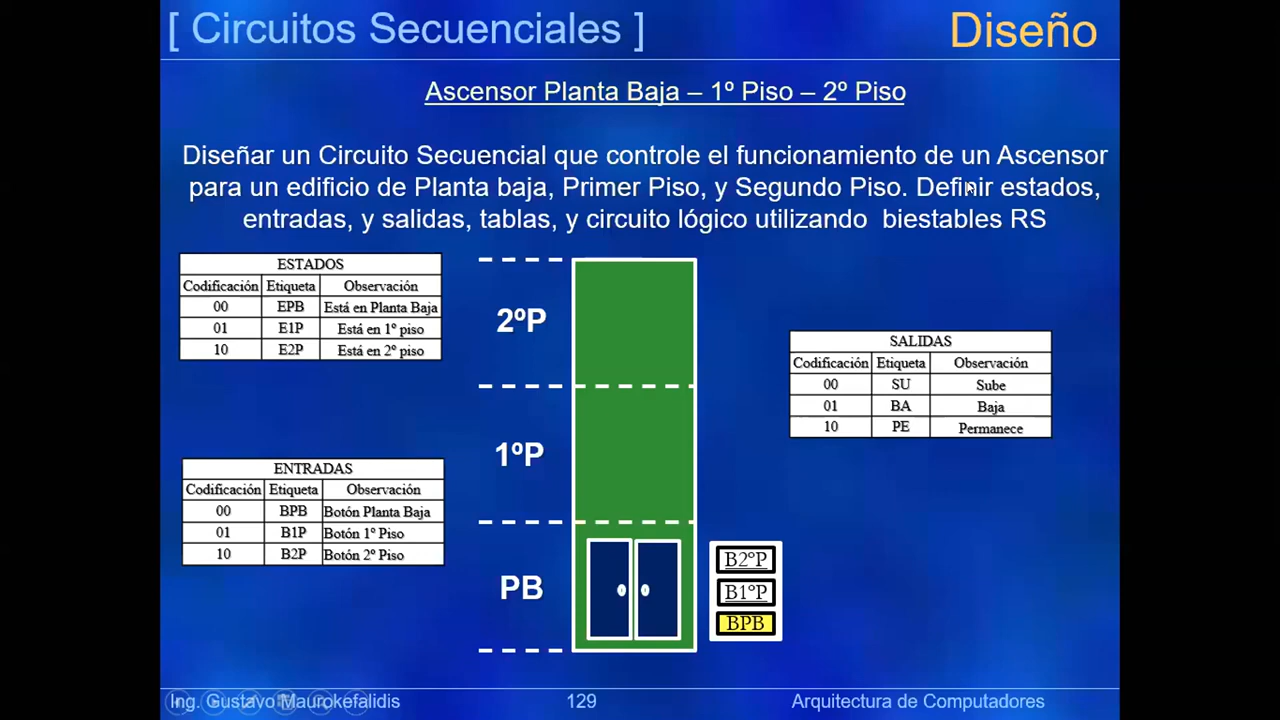 [ Circuitos Secuenciales ]
Diseño
Ascensor Planta Baja – 1º Piso – 2º Piso
Diseñar un Circuito Secuencial que controle el funcionamiento de un Ascensor
para un edificio de Planta baja, Primer Piso, y Segundo Piso. Definir estados,
entradas, y salidas, tablas, y circuito lógico utilizando biestables RS
ESTADOS
Codificación Etiqueta Observación
00 EPB Está en Planta Baja
01 E1P Está en 1º piso
10 E2P Está en 2º piso
ENTRADAS
Codificación Etiqueta Observación
00 BPB Botón Planta Baja
01 B1P Botón 1º Piso
10 B2P Botón 2º Piso
2ºP
1ºP
PB
B2ºP
B1ºP
BPB
SALIDAS
Codificación Etiqueta Observación
00 SU Sube
01 BA Baja
10 PE Permanece
Ing. Gustavo Maurokefalidis
129
Arquitectura de Computadores